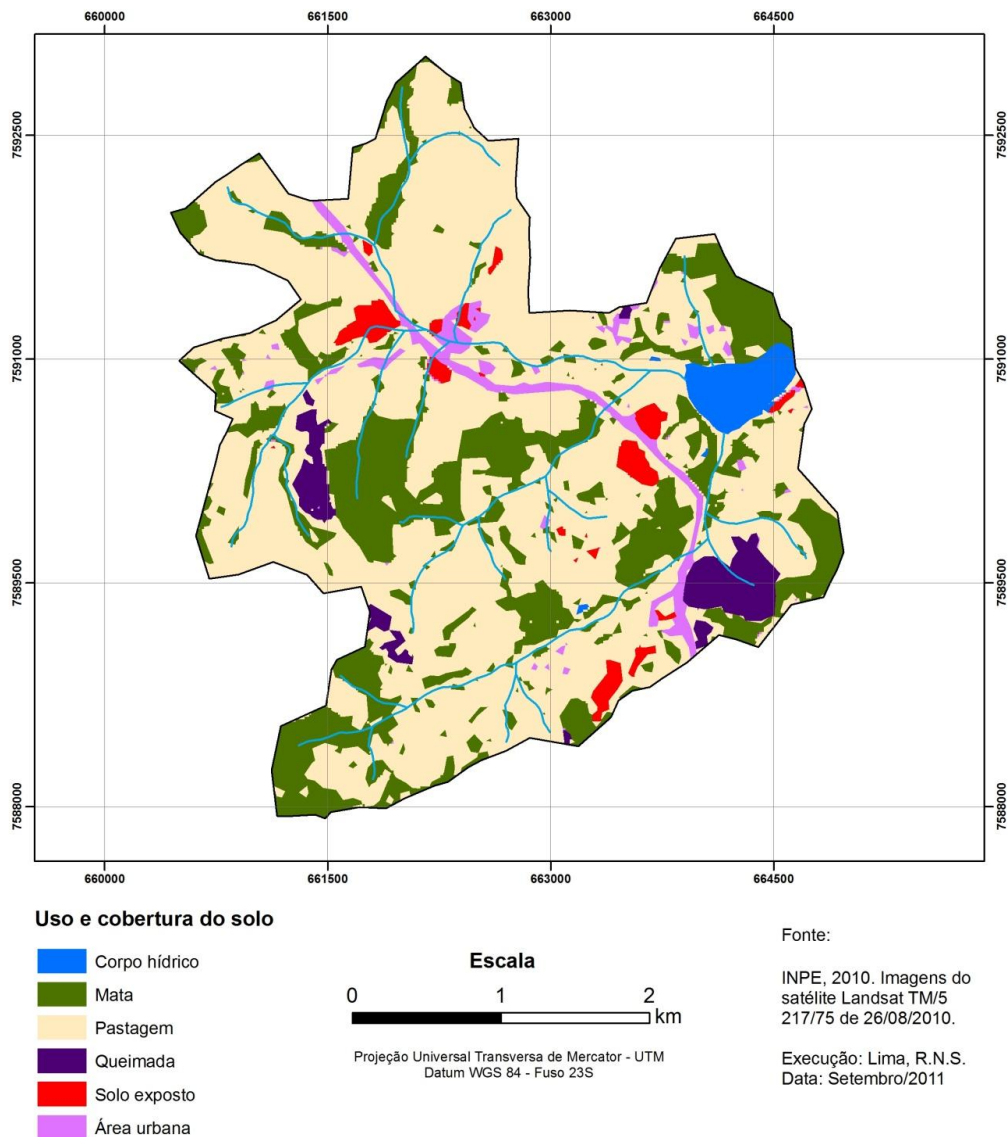 660000 661500 663000 664500
7592500 7592500
7591000 7591000
7589500 7589500
7588000 7588000
660000 661500 663000 664500
Uso e cobertura do solo
Corpo hídrico
Mata
Pastagem
Queimada
Solo exposto
Área urbana
Escala
0 1 2
km
Projeção Universal Transversa de Mercator - UTM
Datum WGS 84 - Fuso 23S
Fonte:
INPE, 2010. Imagens do
satélite Landsat TM/5
217/75 de 26/08/2010.
Execução: Lima, R.N.S.
Data: Setembro/2011